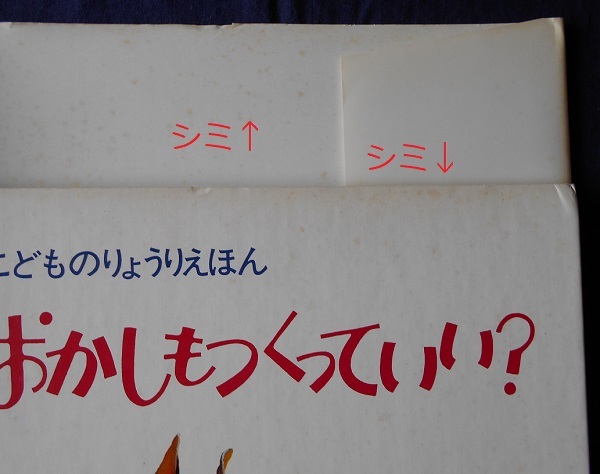 シミ↑
シミ↓
こどものりょうりえほん
おかしもつくっていい?